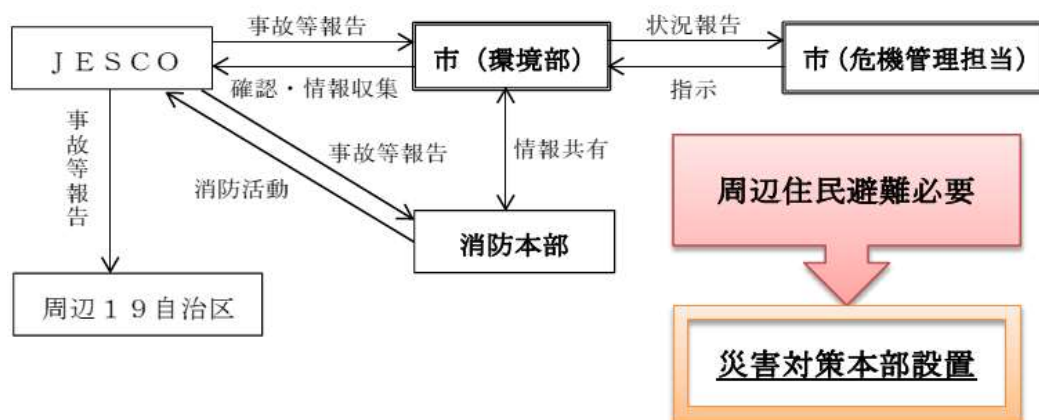 事故等報告
状況報告
ＪＥＳＣＯ
市（環境部）
市（危機管理担当）
確認・情報収集
指示
事故等報告
事故等報告
情報共有
消防活動
周辺住民避難必要
消防本部
周辺１９自治区
災害対策本部設置